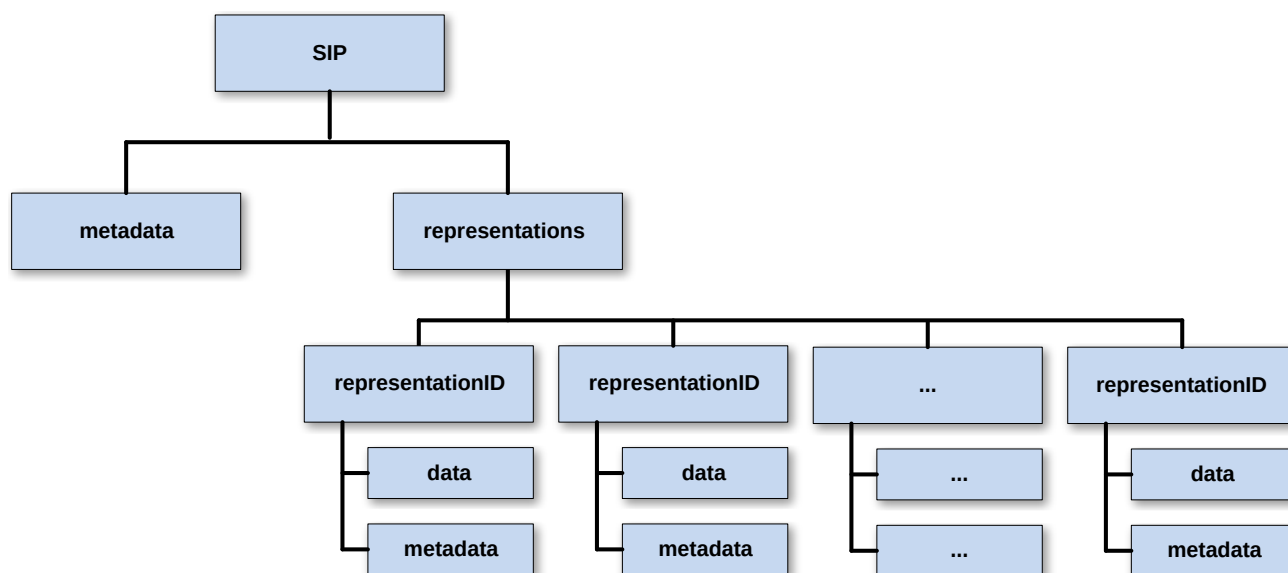 SIP
metadata
representations
representationID
representationID
...
representationID
data
data
...
data
metadata
metadata
...
metadata